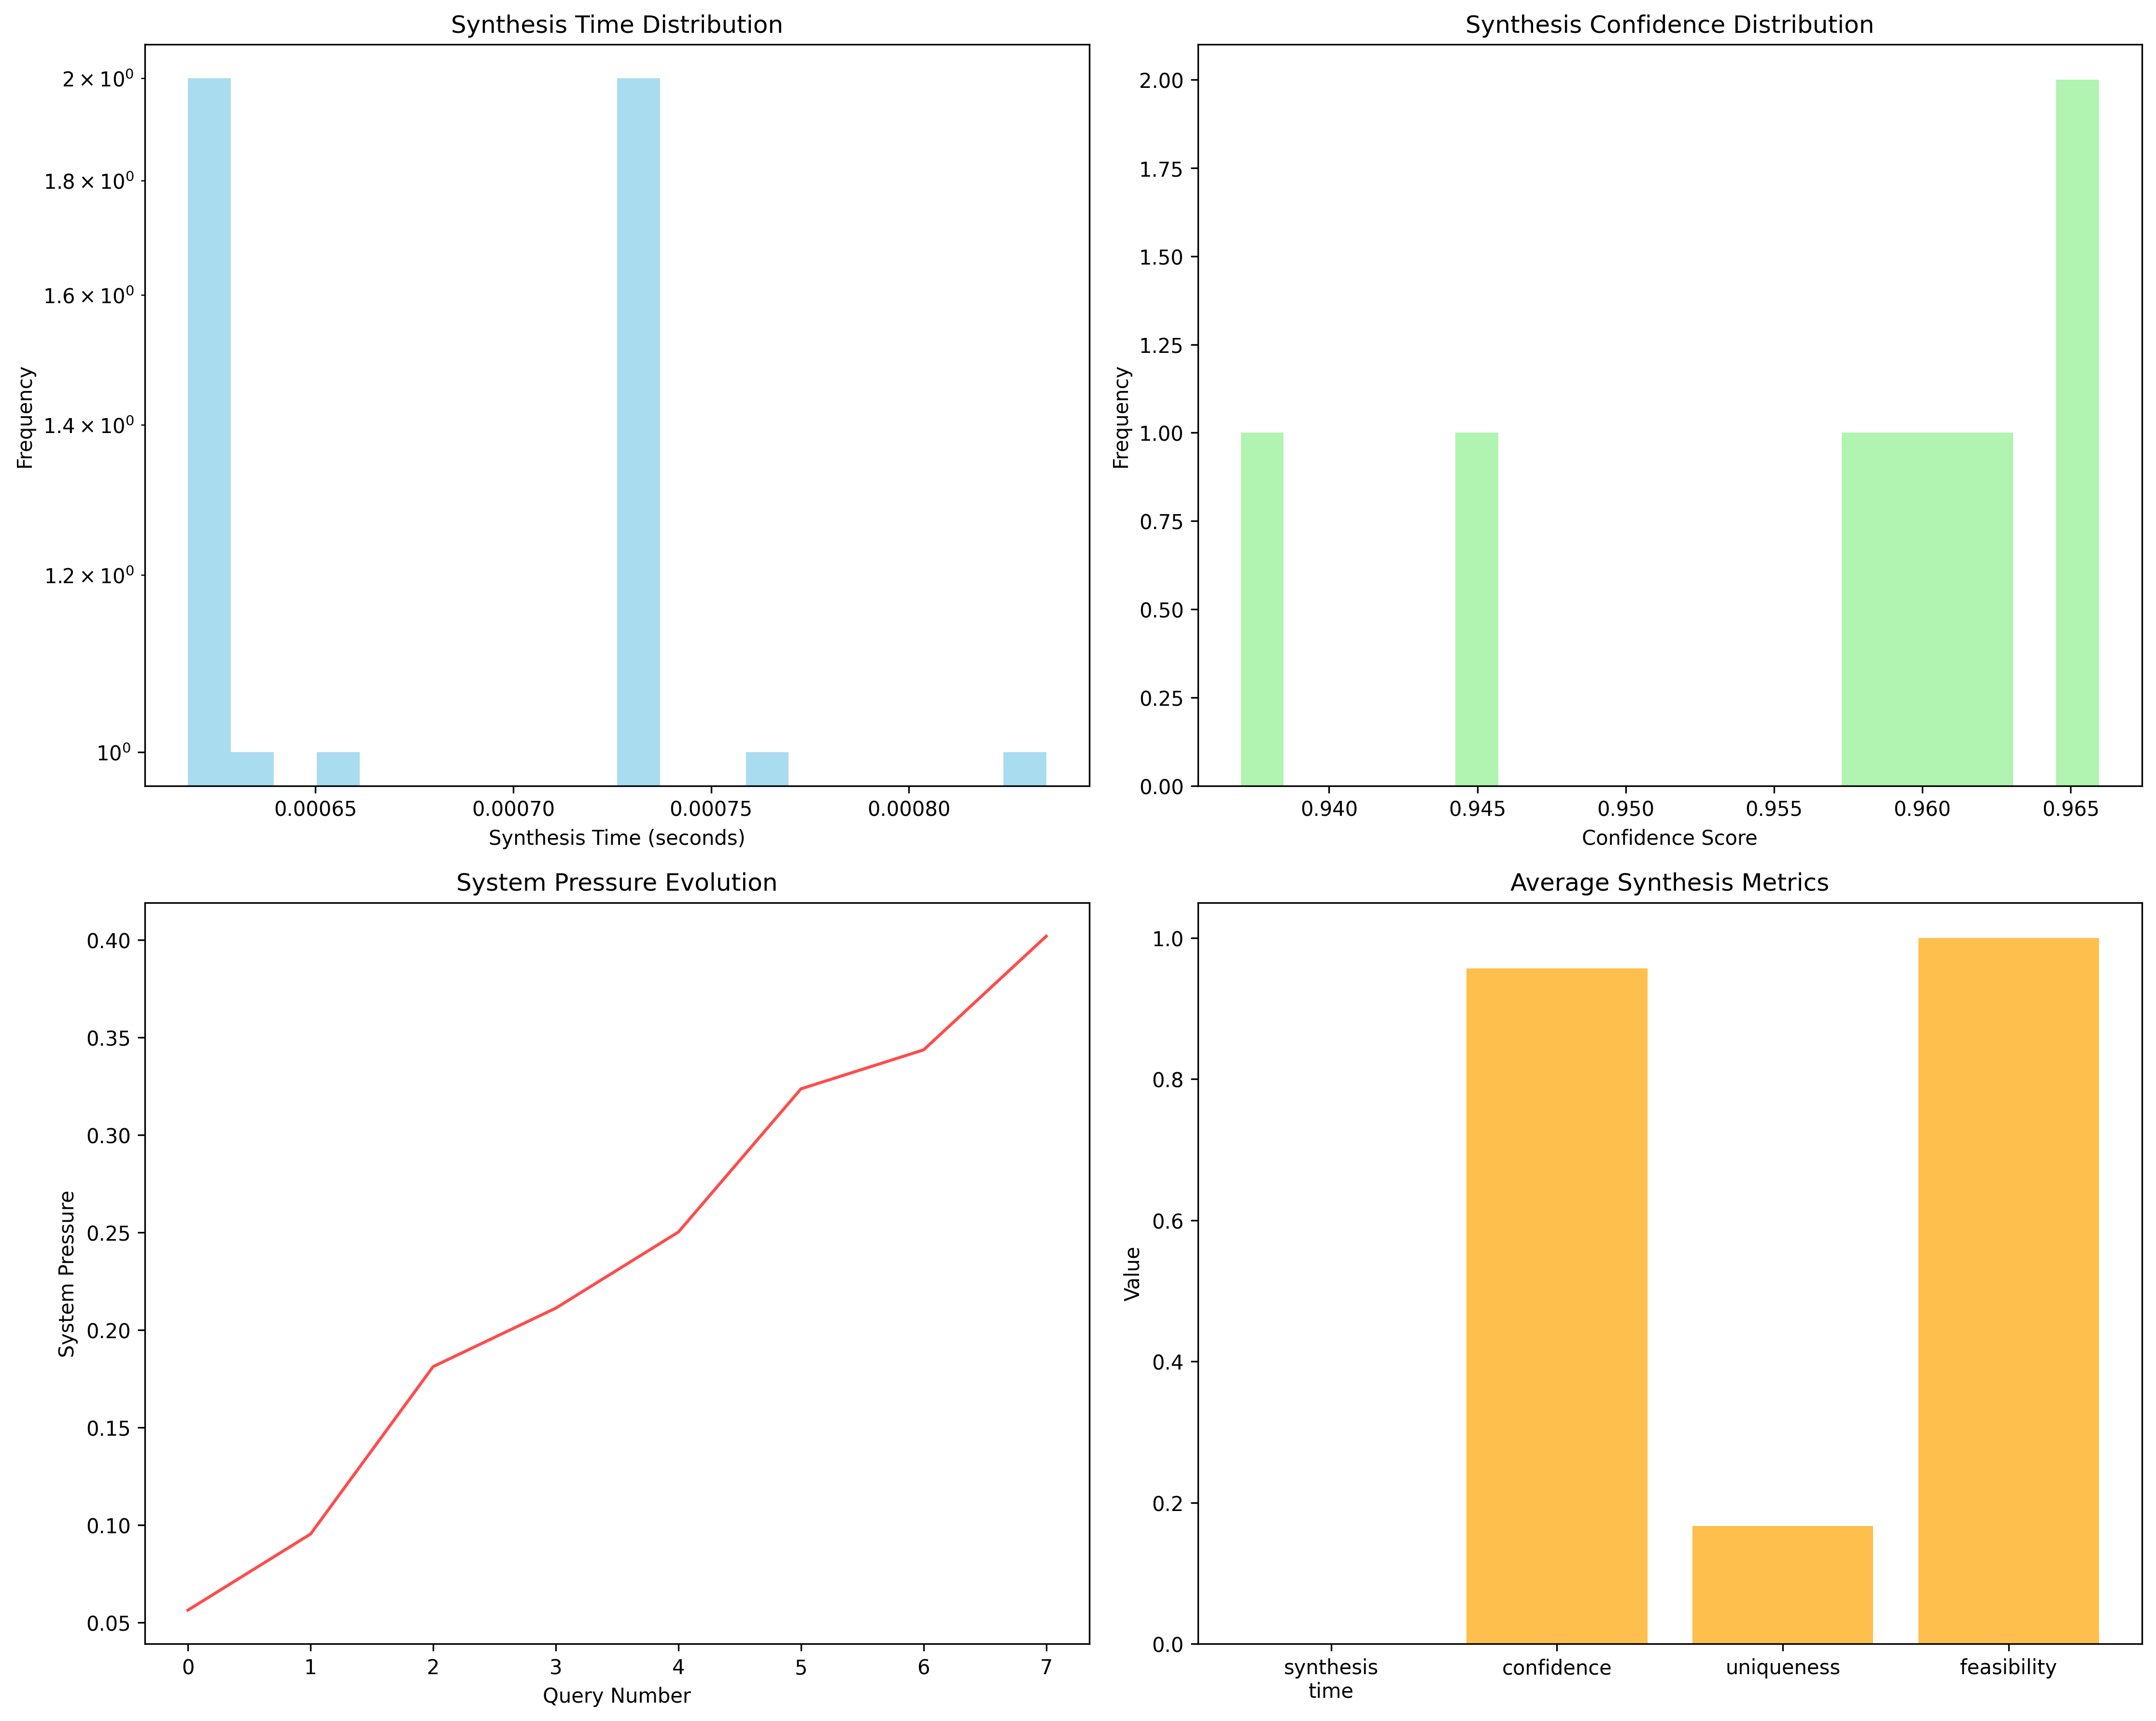 Synthesis Time Distribution
2 × 10⁰
1.8 × 10⁰
1.6 × 10⁰
1.4 × 10⁰
1.2 × 10⁰
10⁰
Frequency
0.00065 0.00070 0.00075 0.00080
Synthesis Time (seconds)
Synthesis Confidence Distribution
2.00
1.75
1.50
1.25
1.00
0.75
0.50
0.25
0.00
Frequency
0.940 0.945 0.950 0.955 0.960 0.965
Confidence Score
System Pressure Evolution
0.40
0.35
0.30
0.25
0.20
0.15
0.10
0.05
System Pressure
0 1 2 3 4 5 6 7
Query Number
Average Synthesis Metrics
1.0
0.8
0.6
0.4
0.2
0.0
Value
synthesis confidence uniqueness feasibility
time